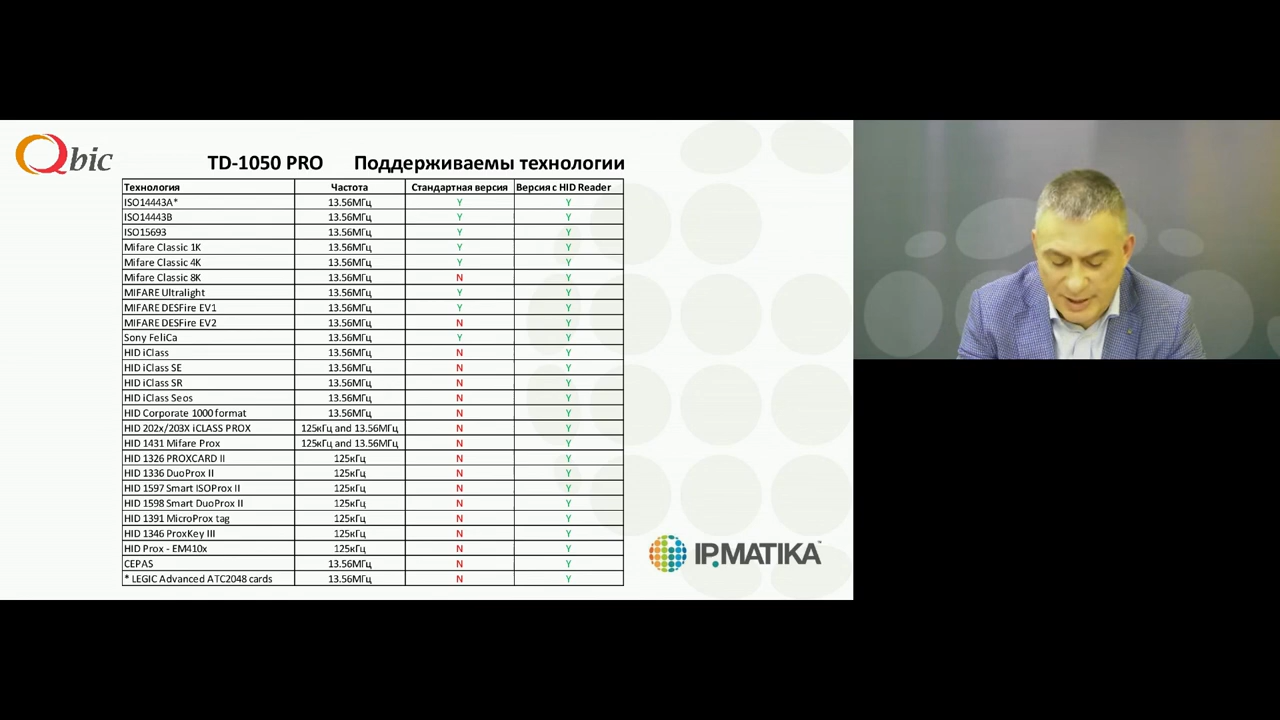 Qbic
TD-1050 PRO Поддерживаемы технологии
Технология Частота Стандартная версия Версия с HID Reader
ISO14443A* 13.56МГц Y Y
ISO14443B 13.56МГц Y Y
ISO15693 13.56МГц Y Y
Mifare Classic 1K 13.56МГц Y Y
Mifare Classic 4K 13.56МГц Y Y
Mifare Classic 8K 13.56МГц N Y
MIFARE Ultralight 13.56МГц Y Y
MIFARE DESFire EV1 13.56МГц Y Y
MIFARE DESFire EV2 13.56МГц N Y
Sony FeliCa 13.56МГц Y Y
HID iClass 13.56МГц N Y
HID iClass SE 13.56МГц N Y
HID iClass SR 13.56МГц N Y
HID iClass Seos 13.56МГц N Y
HID Corporate 1000 format 13.56МГц N Y
HID 202x/203X iCLASS PROX 125кГц and 13.56МГц N Y
HID 1431 Mifare Prox 125кГц and 13.56МГц N Y
HID 1326 PROXCARD II 125кГц N Y
HID 1336 DuoProx II 125кГц N Y
HID 1597 Smart ISOProx II 125кГц N Y
HID 1598 Smart DuoProx II 125кГц N Y
HID 1391 MicroProx tag 125кГц N Y
HID 1346 ProxKey III 125кГц N Y
HID Prox - EM410x 125кГц N Y
CEPAS 13.56МГц N Y
* LEGIC Advanced ATC2048 cards 13.56МГц N Y
IPMATIKA™